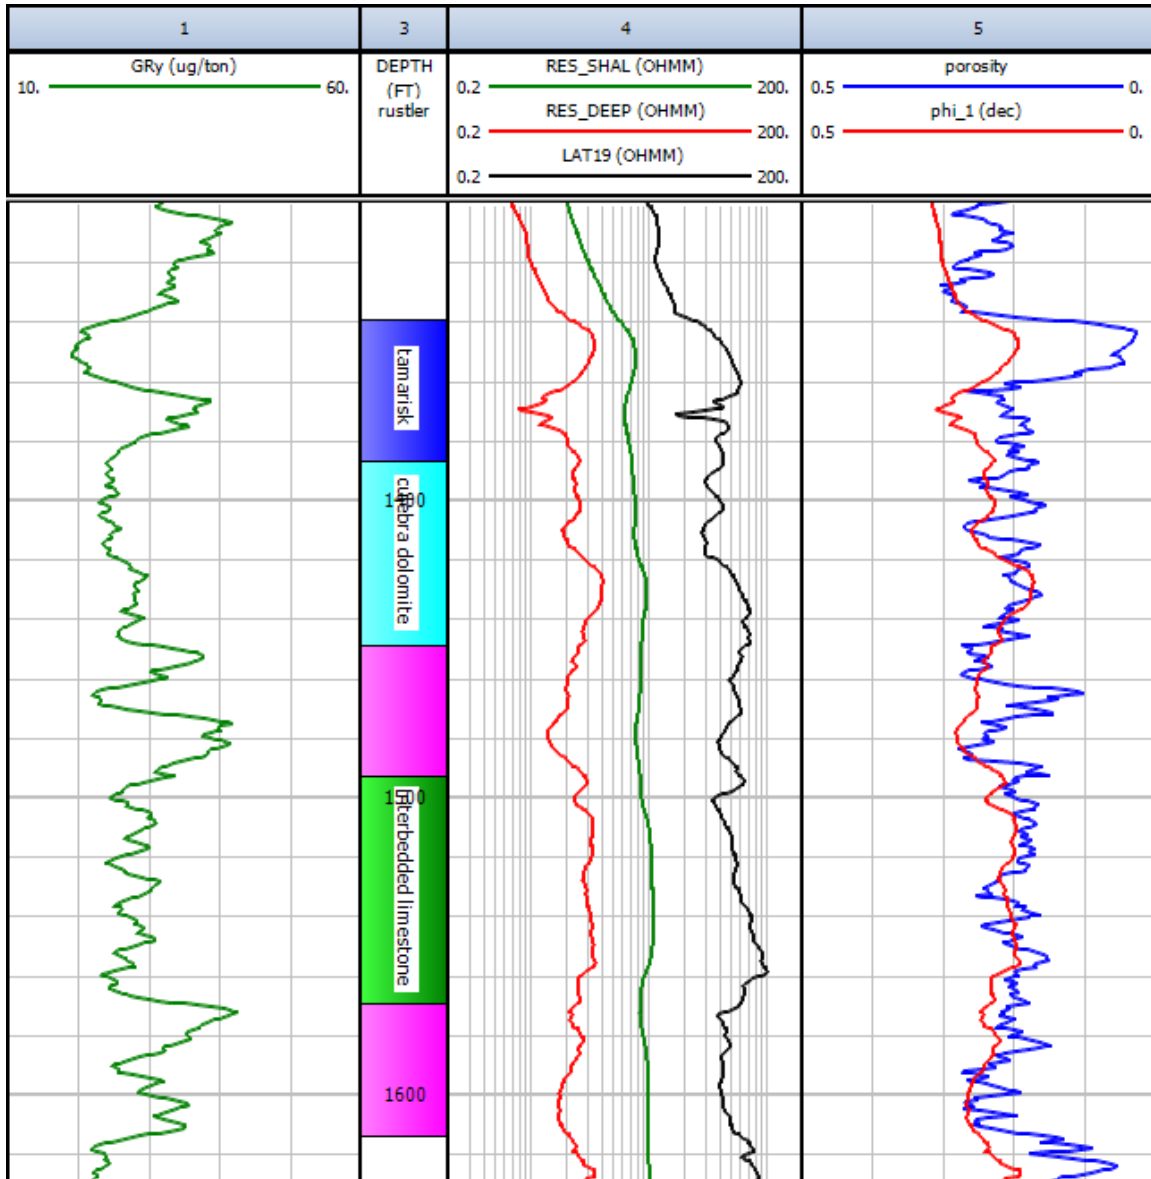 1
3
4
5
GRy (ug/ton)
10.
60.
DEPTH
(FT)
rustler
RES_SHAL (OHMM)
0.2
200.
RES_DEEP (OHMM)
0.2
200.
LAT19 (OHMM)
0.2
200.
porosity
0.5
0.
phi_1 (dec)
0.5
0.
tamarisk
1400
culebra dolomite
1500
interbedded limestone
1600